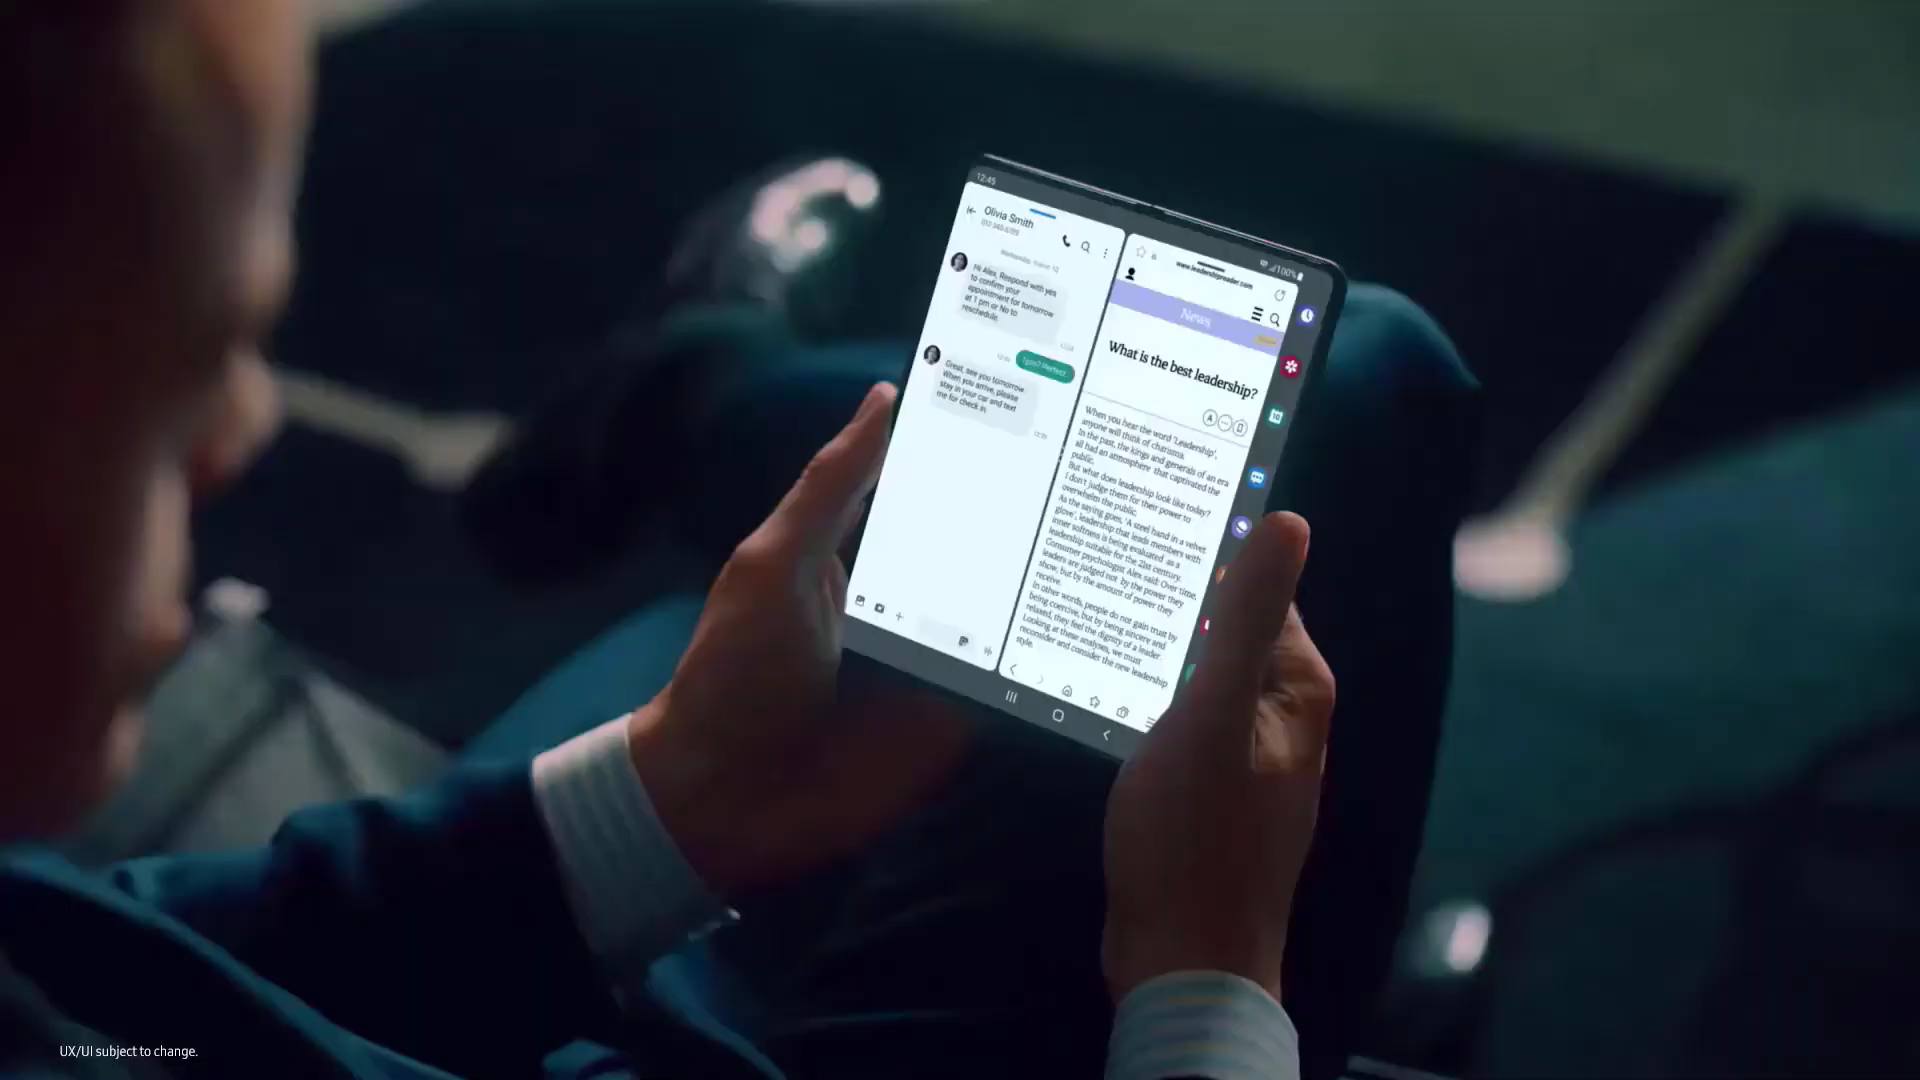 12:45
Olivia Smith
Hi Alex, Respond with yes
to confirm your
appointment for tomorrow
at 1 pm or No to
reschedule.
1pm? Perfect.
Great, see you tomorrow.
When you arrive, please
stay in your car and text
me for check in.
100%
www.leadershipreader.com
News
What is the best leadership?
A
When you hear the word 'Leadership',
anyone will think of charisma.
In the past, the kings and generals of an era
all had an atmosphere that captivated the
public.
But what does leadership look like today?
I don't judge them for their power to
overwhelm the public.
As the saying goes, 'A steel hand in a velvet
glove', leadership that leads members with
inner softness is being evaluated as a
leadership suitable for the 21st century.
Consumer psychologist Alex said: Over time,
leaders are judged not by the power they
show, but by the amount of power they
receive.
In other words, people do not gain trust by
being coercive, but by being sincere and
relaxed, they feel the dignity of a leader.
Looking at these analyses, we must
reconsider and consider the new leadership
style.
UX/UI subject to change.